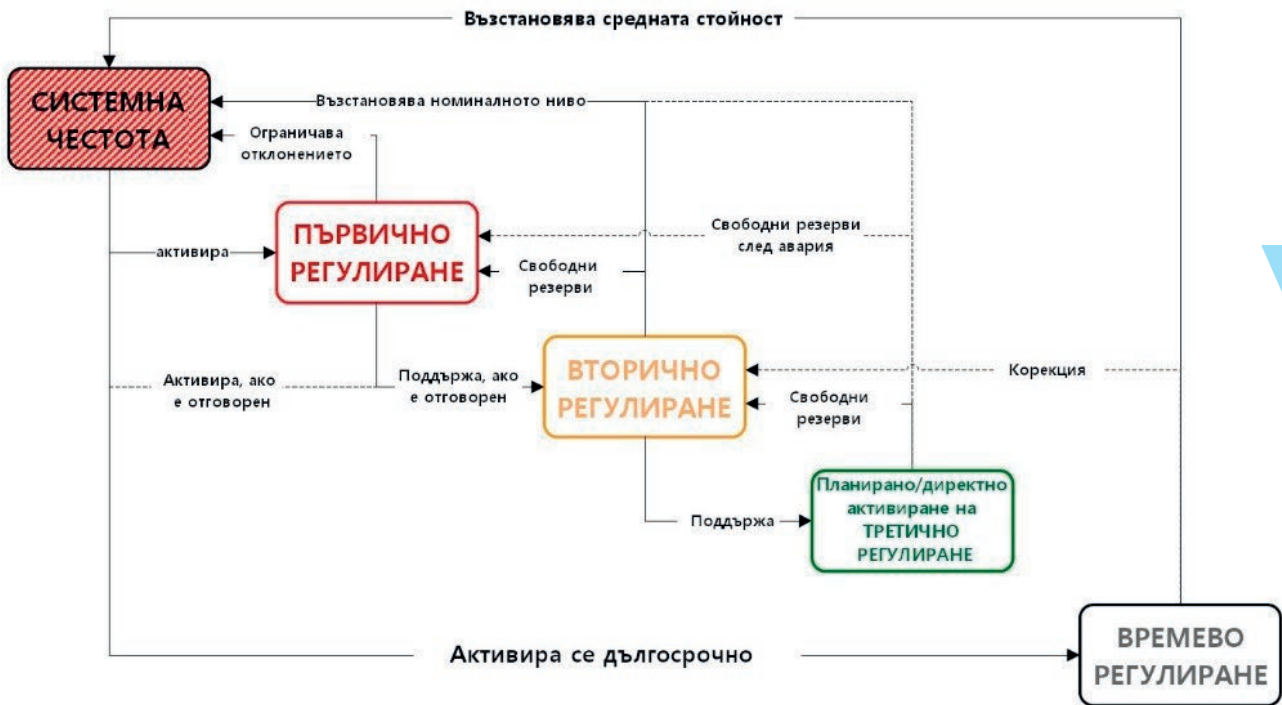 Възстановява средната стойност
СИСТЕМНА
ЧЕСТОТА
Възстановява номиналното ниво
Ограничава
отклонението
ПЪРВИЧНО
РЕГУЛИРАНЕ
активира
Свободни резерви
след авария
Свободни
резерви
Активира, ако
е отговорен
Поддържа, ако
е отговорен
ВТОРИЧНО
РЕГУЛИРАНЕ
Корекция
Свободни
резерви
Планирано/директно
активиране на
ТРЕТИЧНО
РЕГУЛИРАНЕ
Поддържа
Активира се дългосрочно
ВРЕМЕВО
РЕГУЛИРАНЕ